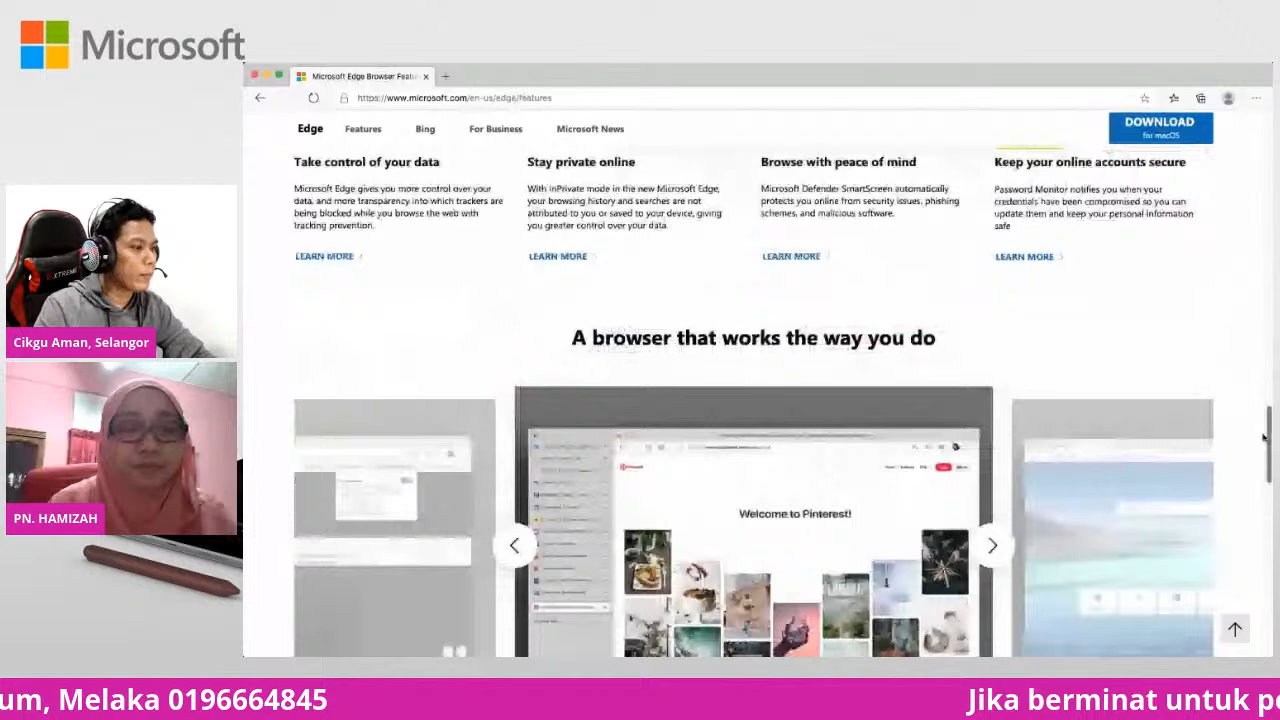 Microsoft
Microsoft Edge Browser Featu
https://www.microsoft.com/en-us/edge/features
Edge
Features
Bing
For Business
Microsoft News
DOWNLOAD
for macOS
Take control of your data
Microsoft Edge gives you more control over your
data, and more transparency into which trackers are
being blocked while you browse the web with
tracking prevention.
LEARN MORE
Stay private online
With InPrivate mode in the new Microsoft Edge,
your browsing history and searches are not
attributed to you or saved to your device, giving
you greater control over your data.
LEARN MORE
Browse with peace of mind
Microsoft Defender SmartScreen automatically
protects you online from security issues, phishing
schemes, and malicious software.
LEARN MORE
Keep your online accounts secure
Password Monitor notifies you when your
credentials have been compromised so you can
update them and keep your personal information
safe
LEARN MORE
A browser that works the way you do
Welcome to Pinterest!
XTREME
Cikgu Aman, Selangor
PN. HAMIZAH
um, Melaka 0196664845
Jika berminat untuk pe